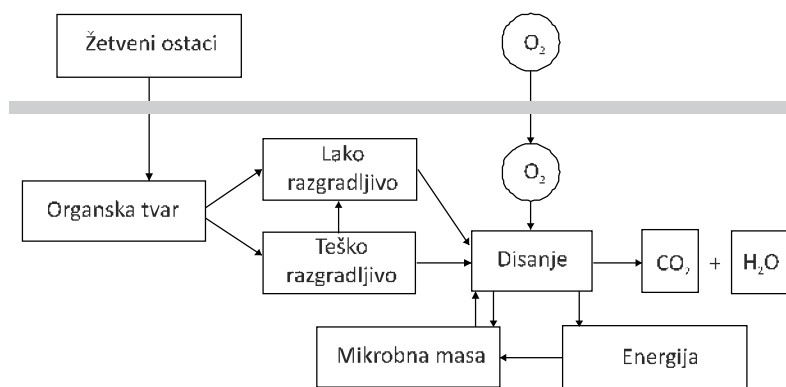 Žetveni ostaci
O₂
O₂
Lako
razgradljivo
Organska tvar
Teško
razgradljivo
Disanje
CO₂ + H₂O
Mikrobna masa
Energija